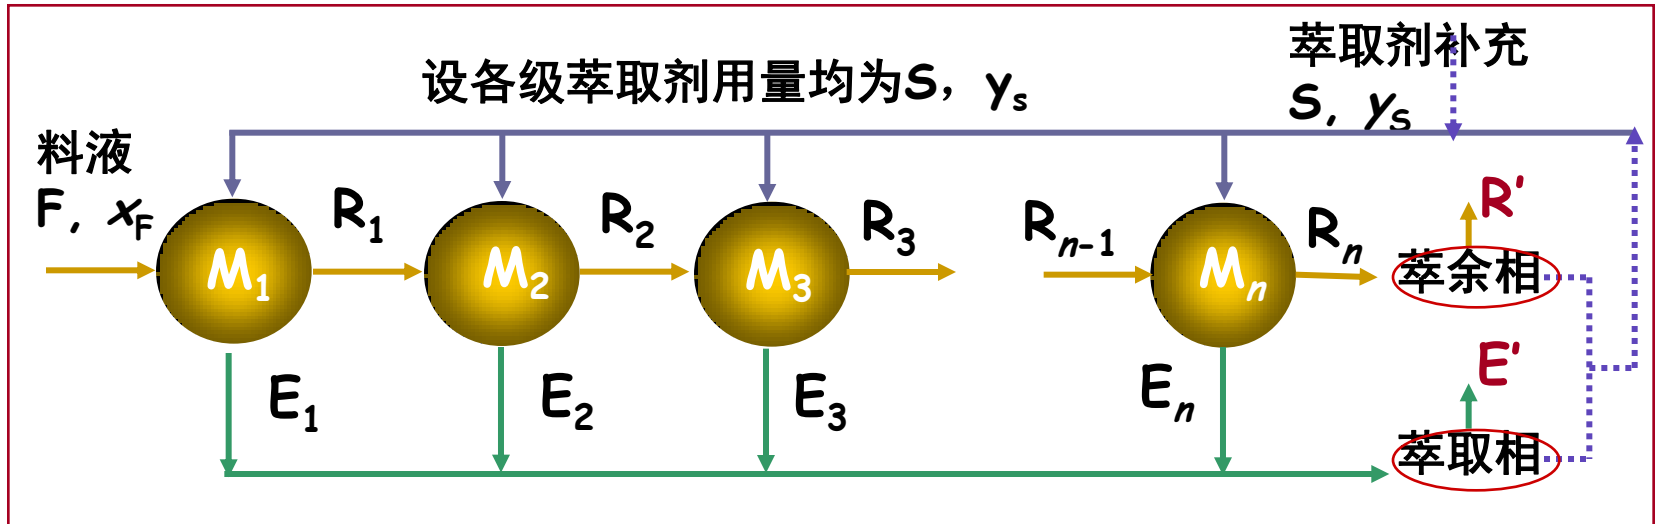 设各级萃取剂用量均为S，yₛ
萃取剂补充
S，yS
料液
F，xF
R1
R2
R3
Rn-1
Rn
R'
M1
M2
M3
Mn
萃余相
E1
E2
E3
En
E'
萃取相